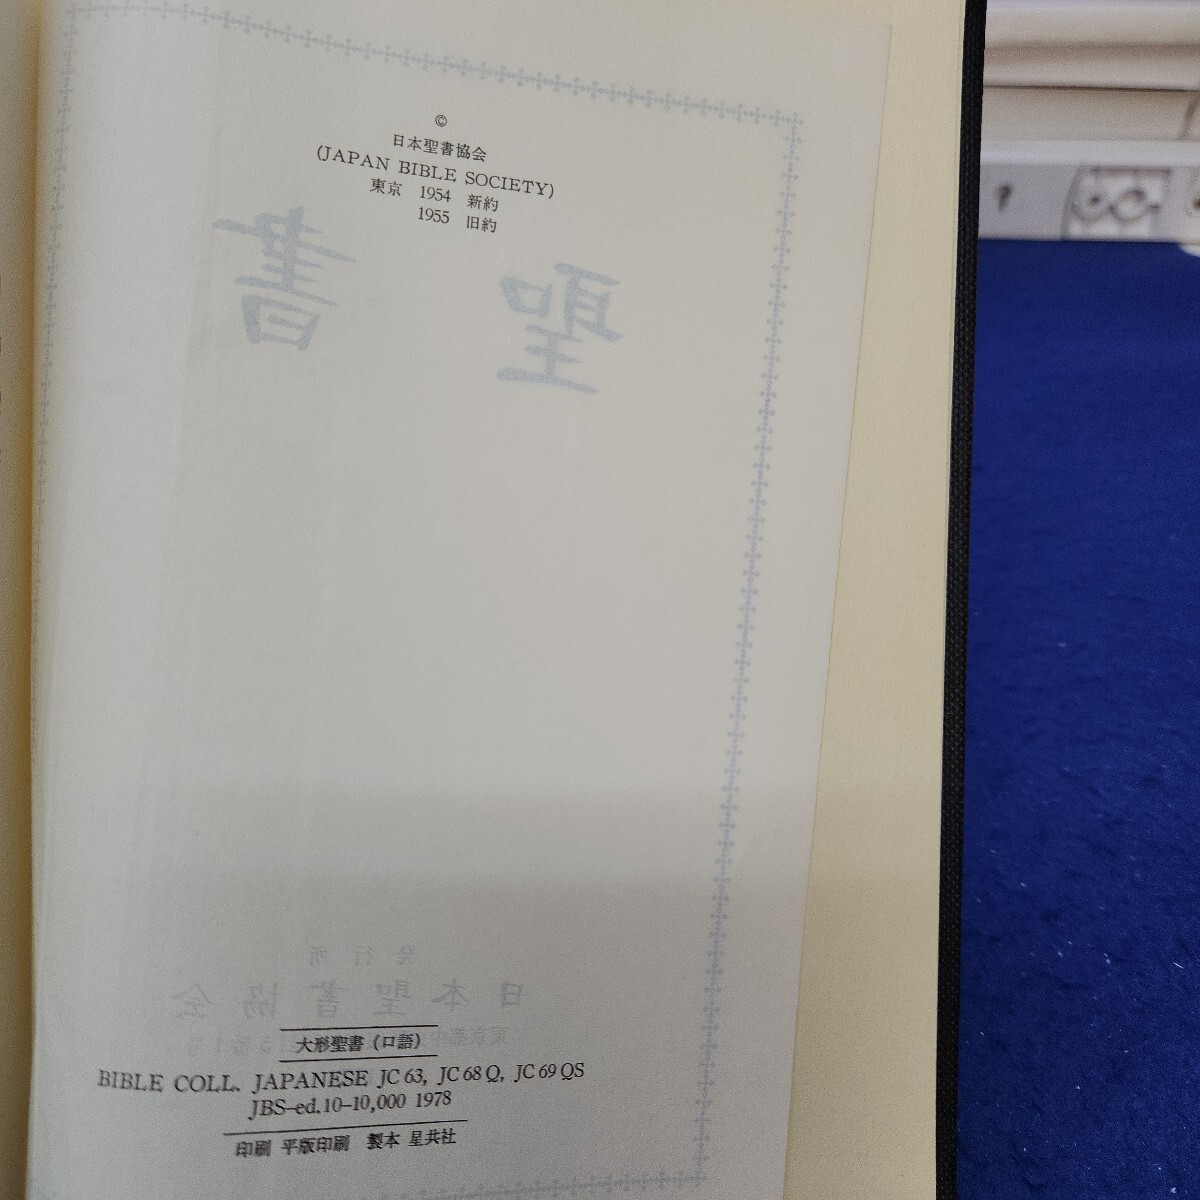 ©
日本聖書協会
(JAPAN BIBLE SOCIETY)
東京 1954 新約
1955 旧約
聖書
発行所
日本聖書協会
大形聖書(口語)
BIBLE COLL. JAPANESE JC 63, JC 68 Q, JC 69 QS
JBS-ed.10-10,000 1978
印刷 平版印刷 製本 星共社